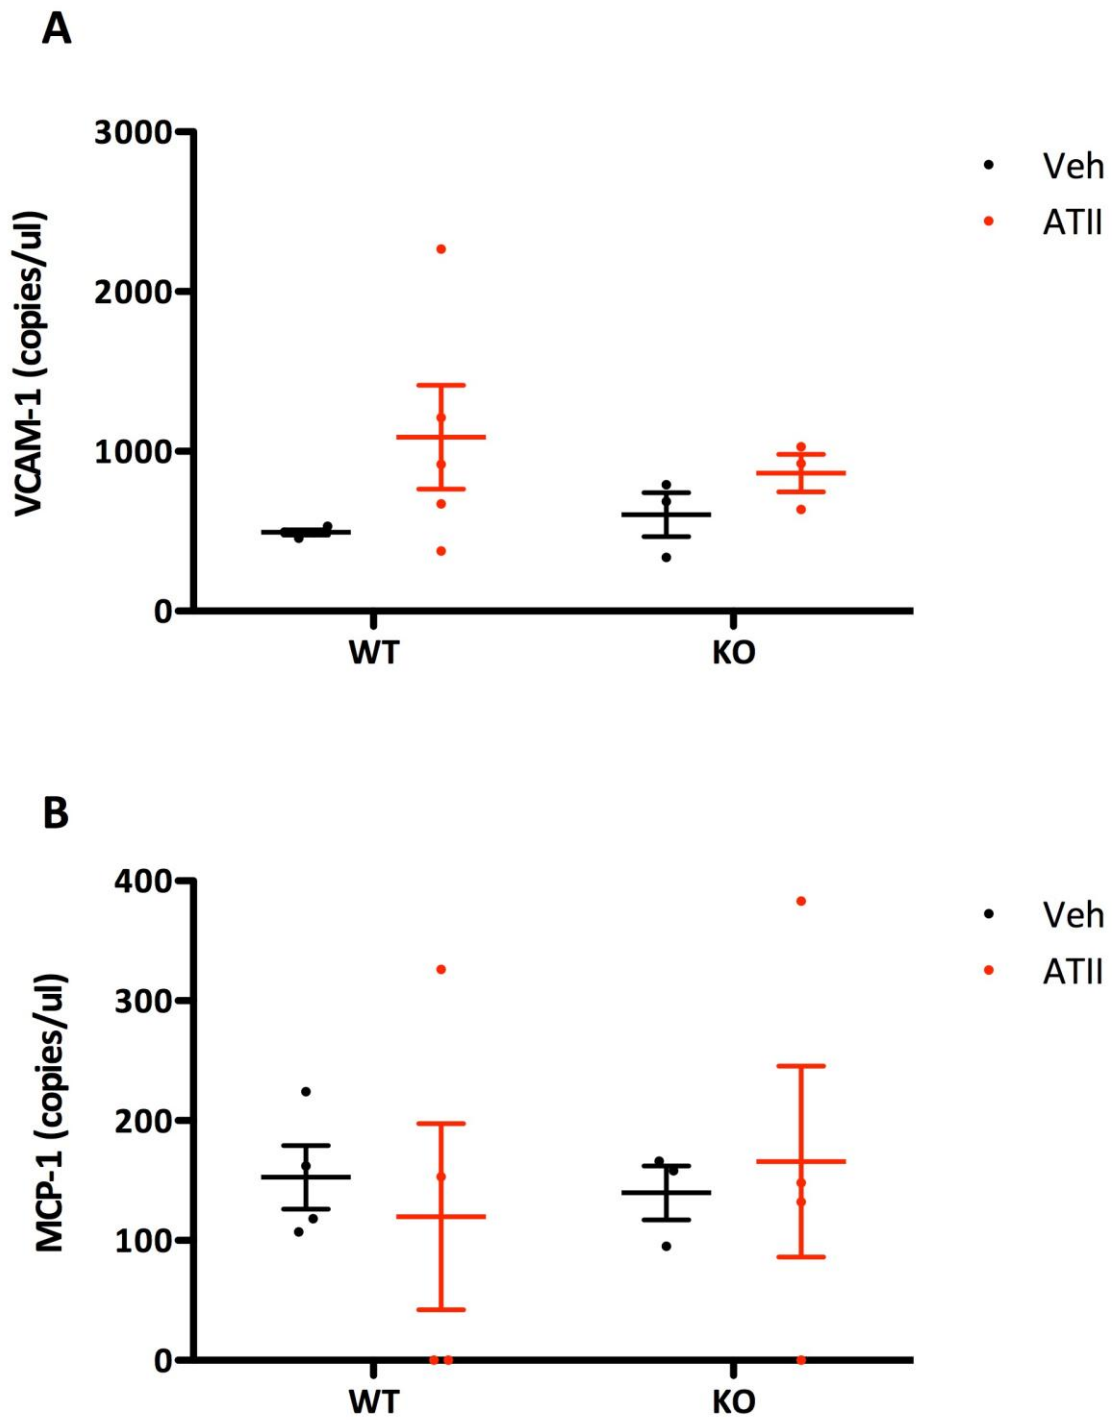 A
3000
2000
1000
0
VCAM-1 (copies/ul)
WT
KO
Veh
ATII
B
400
300
200
100
0
MCP-1 (copies/ul)
WT
KO
Veh
ATII